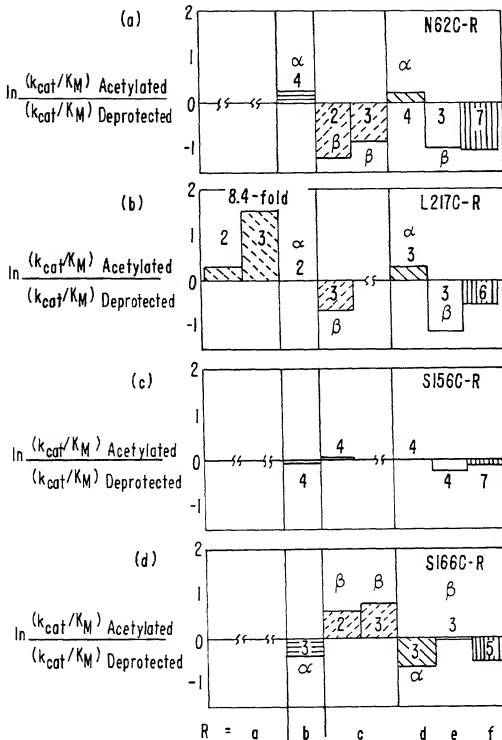 (a)
N62C-R
2
1
0
-1
ln (kcat/KM) Acetylated
(kcat/KM) Deprotected
α
4
2
β
3
β
α
4
3
β
7
(b)
L217C-R
8.4-fold
2
1
0
-1
ln (kcat/KM) Acetylated
(kcat/KM) Deprotected
2
3
α
2
3
β
α
3
3
β
6
(c)
S156C-R
2
1
0
-1
ln (kcat/KM) Acetylated
(kcat/KM) Deprotected
4
4
4
4
7
(d)
S166C-R
2
1
0
-1
ln (kcat/KM) Acetylated
(kcat/KM) Deprotected
3
α
β
2
β
3
3
α
β
3
5
R = a b c d e f